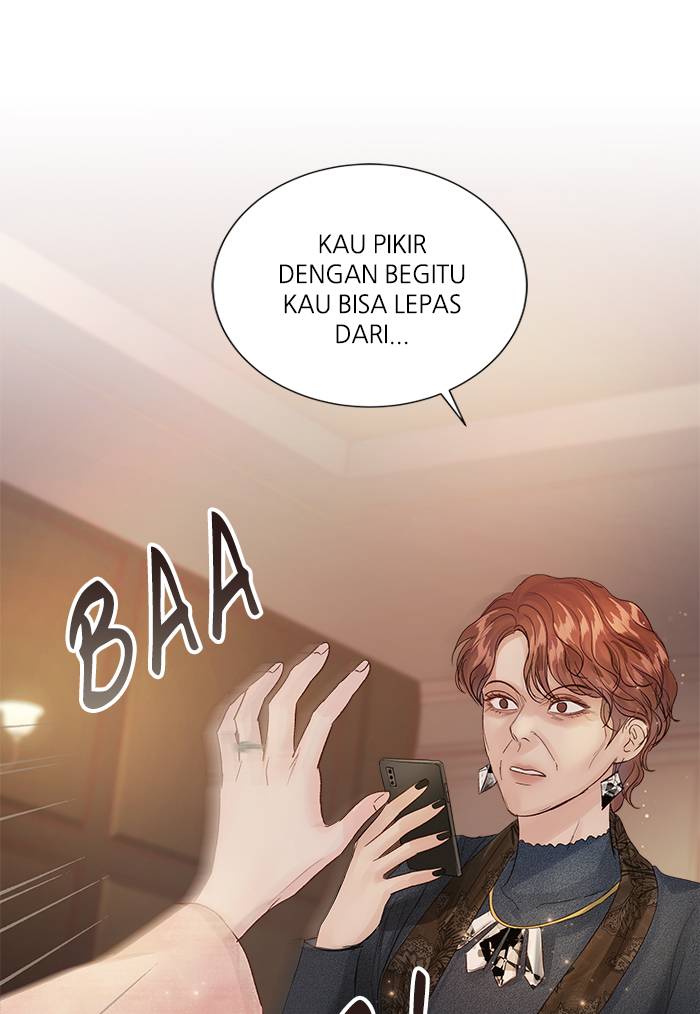 KAU PIKIR
DENGAN BEGITU
KAU BISA LEPAS
DARI...
BAA